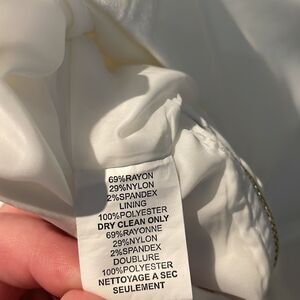 69%RAYON
29%NYLON
2%SPANDEX
LINING
100%POLYESTER
DRY CLEAN ONLY
69%RAYONNE
29%NYLON
2%SPANDEX
DOUBLURE
100%POLYESTER
NETTOYAGE A SEC
SEULEMENT